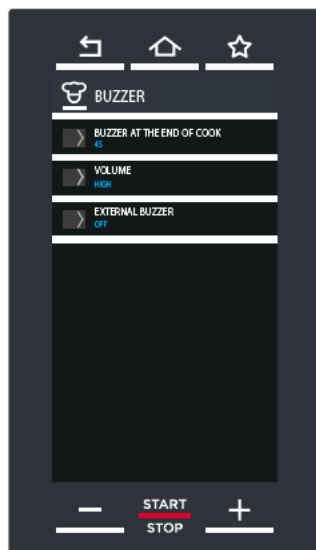 BUZZER
BUZZER AT THE END OF COOK
45
VOLUME
HIGH
EXTERNAL BUZZER
OFF
START
STOP